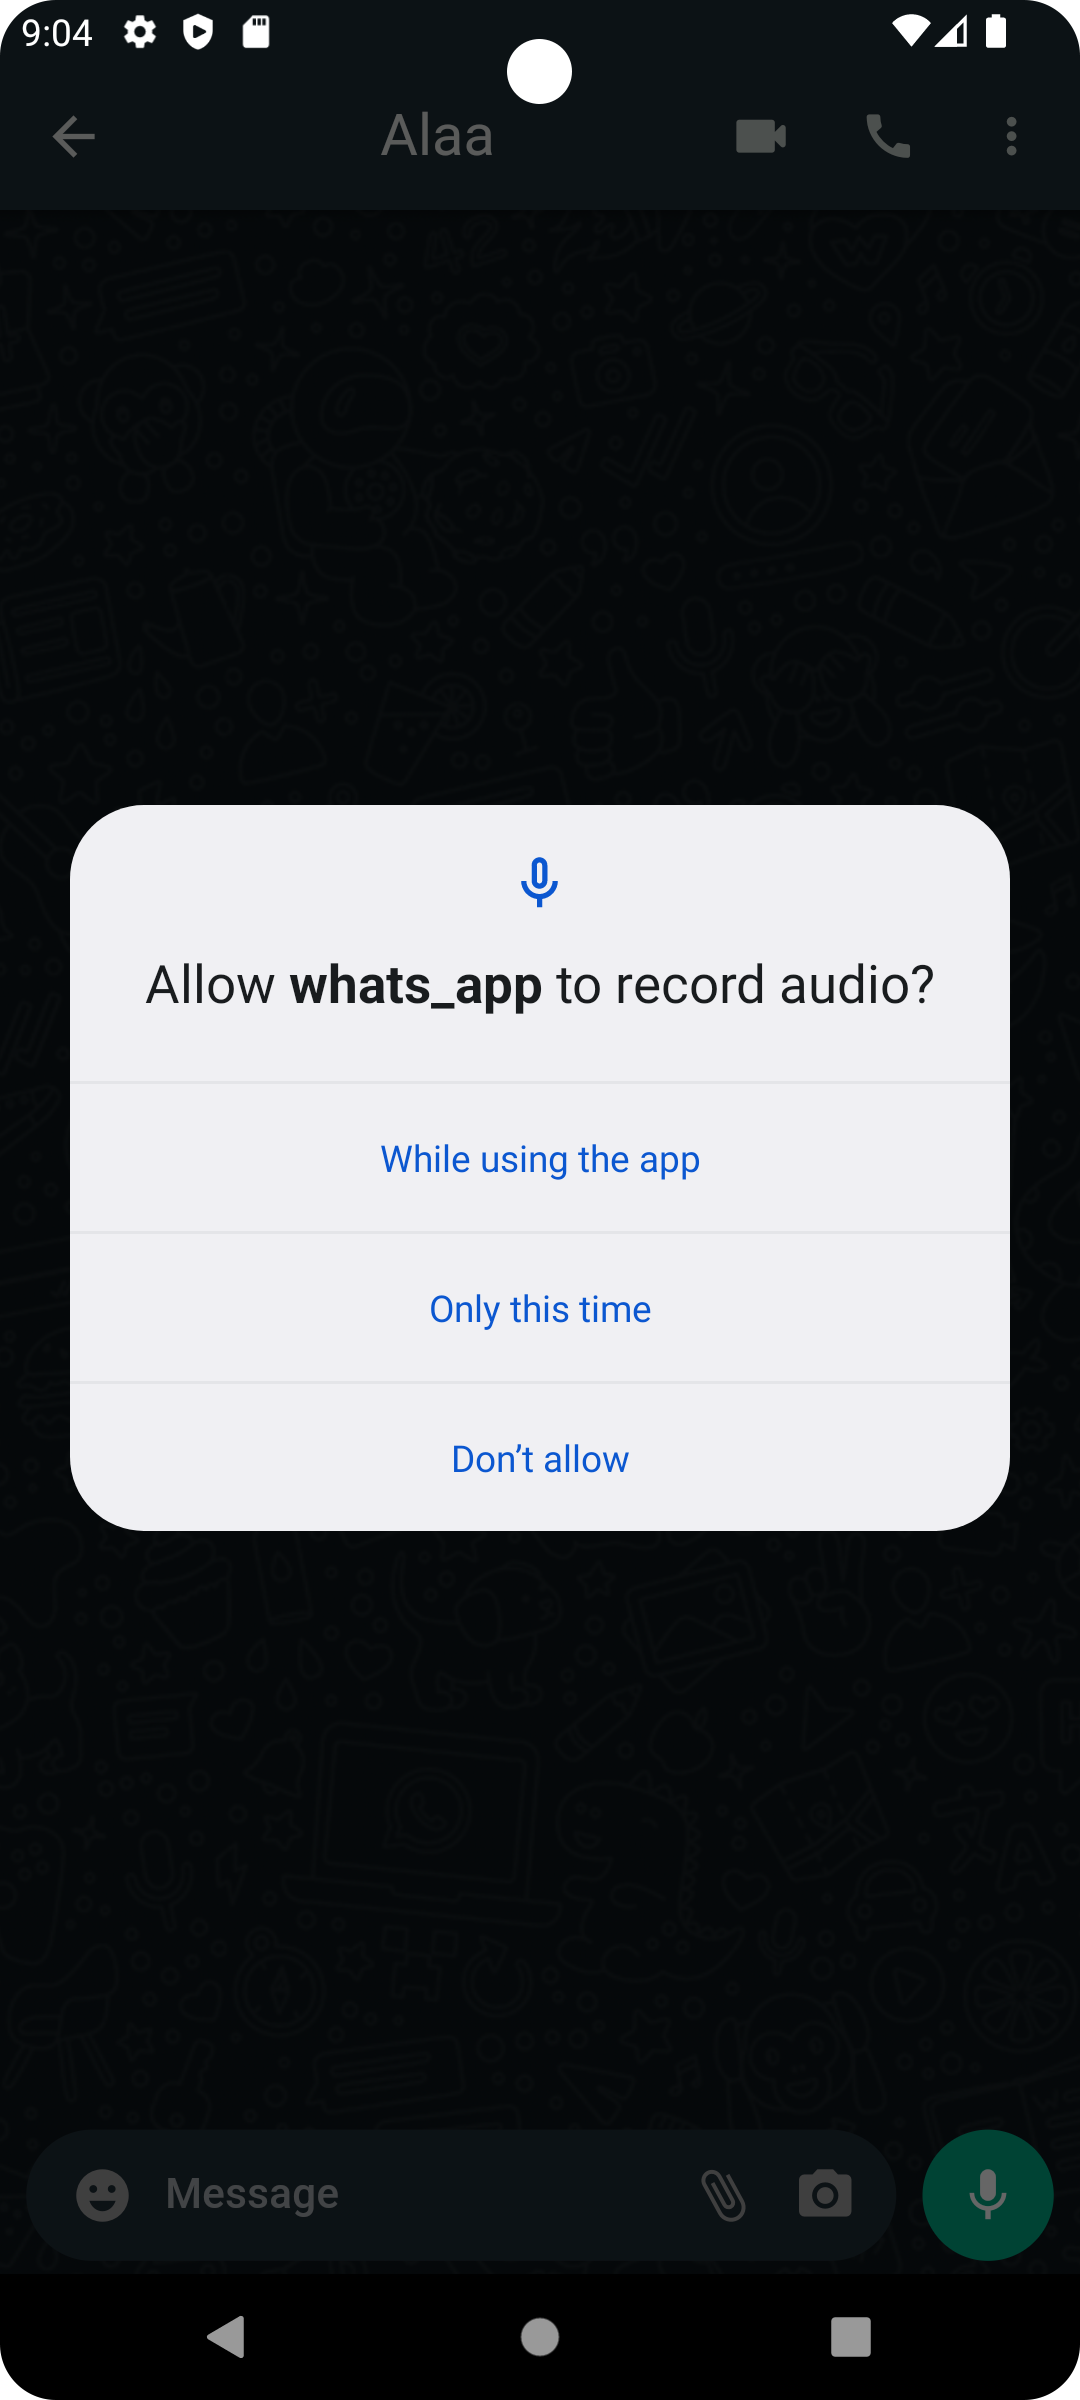 9:04
Alaa
Allow whats_app to record audio?
While using the app
Only this time
Don’t allow
Message